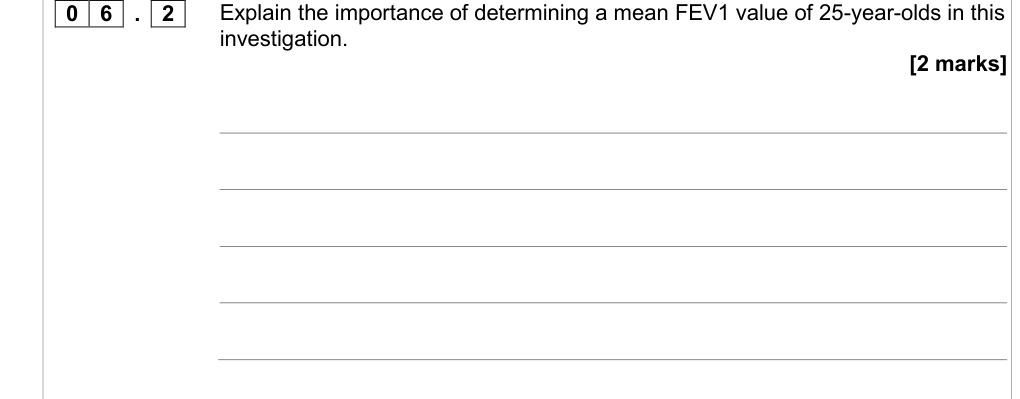 0 6 . 2 Explain the importance of determining a mean FEV1 value of 25-year-olds in this
investigation.
[2 marks]